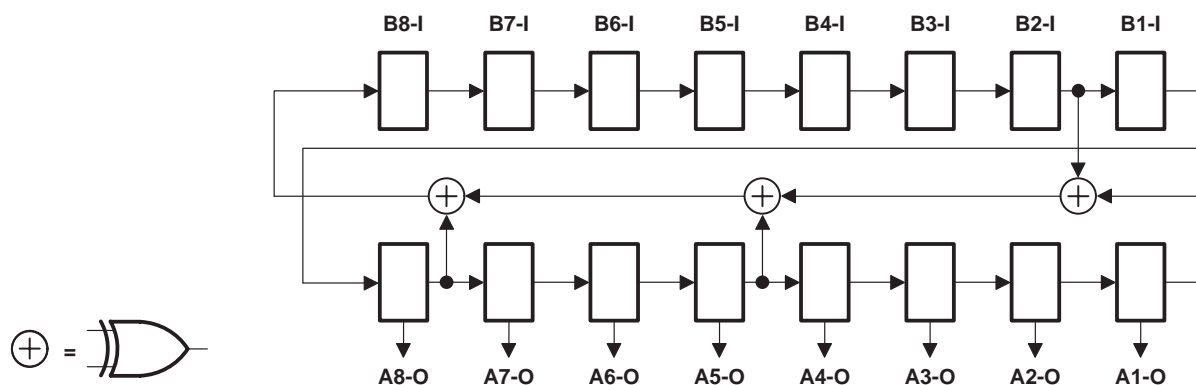 B8-I B7-I B6-I B5-I B4-I B3-I B2-I B1-I
=
A8-O A7-O A6-O A5-O A4-O A3-O A2-O A1-O